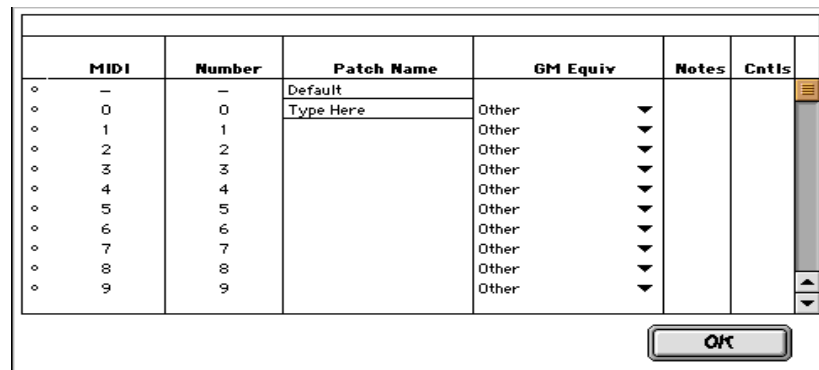 MIDI Number Patch Name GM Equiv Notes Cntls
– – Default
0 0 Type Here Other
1 1 Other
2 2 Other
3 3 Other
4 4 Other
5 5 Other
6 6 Other
7 7 Other
8 8 Other
9 9 Other
OK